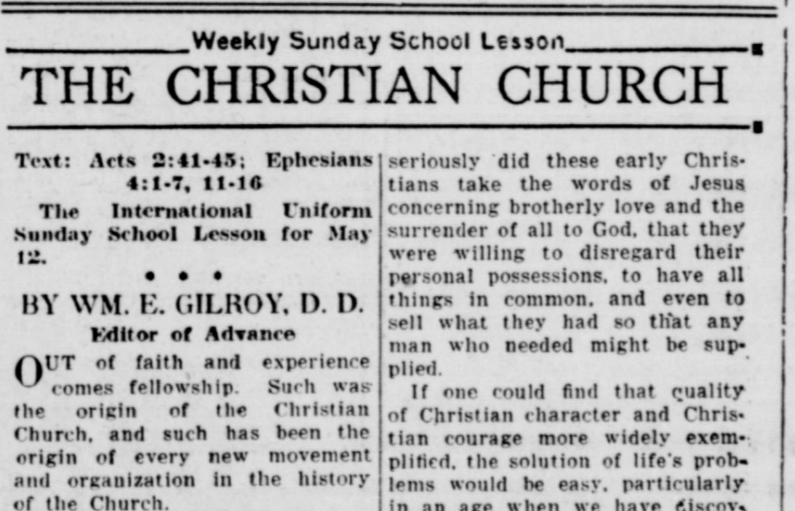 Weekly Sunday School Lesson
THE CHRISTIAN CHURCH
Text: Acts 2:41-45; Ephesians
4:1-7, 11-16
The International Uniform
Sunday School Lesson for May
12.
• • •
BY WM. E. GILROY, D. D.
Editor of Advance
OUT of faith and experience
comes fellowship. Such was
the origin of the Christian
Church, and such has been the
origin of every new movement
and organization in the history
of the Church.
seriously did these early Chris-
tians take the words of Jesus
concerning brotherly love and the
surrender of all to God, that they
were willing to disregard their
personal possessions, to have all
things in common, and even to
sell what they had so that any
man who needed might be sup-
plied.
If one could find that quality
of Christian character and Chris-
tian courage more widely exem-
plified, the solution of life's prob-
lems would be easy, particularly
in an age when we have discov-